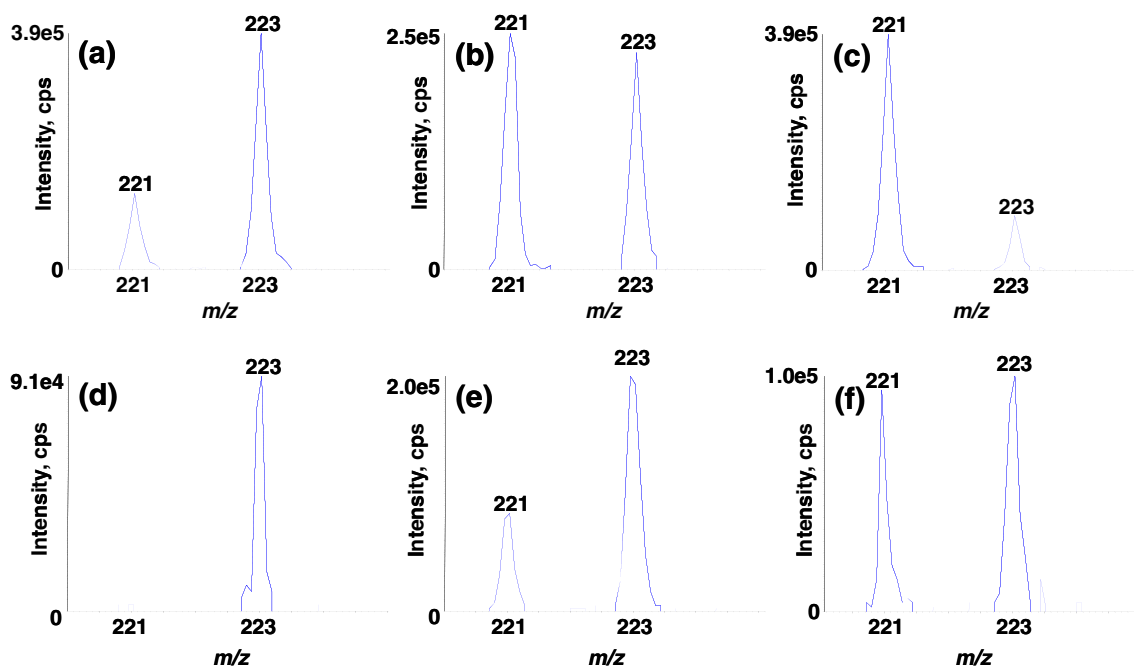 3.9e5
(a)
223
221
Intensity, cps
0
221
223
m/z
2.5e5
(b)
221
223
Intensity, cps
0
221
223
m/z
3.9e5
(c)
221
223
Intensity, cps
0
221
223
m/z
9.1e4
(d)
223
Intensity, cps
0
221
223
m/z
2.0e5
(e)
223
221
Intensity, cps
0
221
223
m/z
1.0e5
(f)
221
223
Intensity, cps
0
221
223
m/z